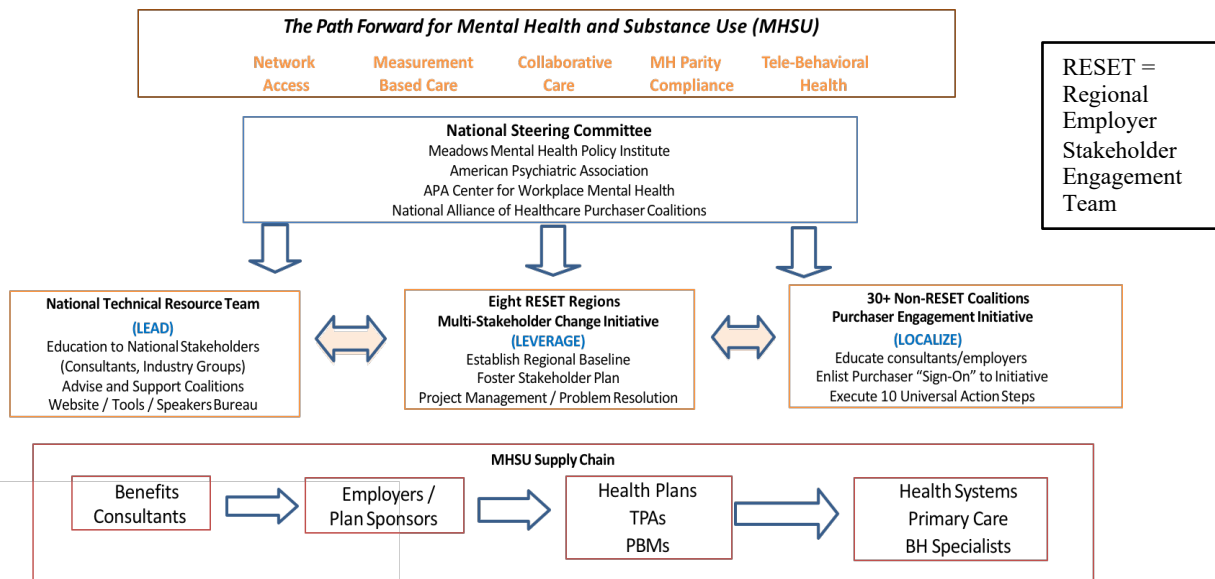 The Path Forward for Mental Health and Substance Use (MHSU)
Network
Access
Measurement
Based Care
Collaborative
Care
MH Parity
Compliance
Tele-Behavioral
Health
RESET =
Regional
Employer
Stakeholder
Engagement
Team
National Steering Committee
Meadows Mental Health Policy Institute
American Psychiatric Association
APA Center for Workplace Mental Health
National Alliance of Healthcare Purchaser Coalitions
National Technical Resource Team
(LEAD)
Education to National Stakeholders
(Consultants, Industry Groups)
Advise and Support Coalitions
Website / Tools / Speakers Bureau
Eight RESET Regions
Multi-Stakeholder Change Initiative
(LEVERAGE)
Establish Regional Baseline
Foster Stakeholder Plan
Project Management / Problem Resolution
30+ Non-RESET Coalitions
Purchaser Engagement Initiative
(LOCALIZE)
Educate consultants/employers
Enlist Purchaser “Sign-On” to Initiative
Execute 10 Universal Action Steps
MHSU Supply Chain
Benefits
Consultants
Employers /
Plan Sponsors
Health Plans
TPAs
PBMs
Health Systems
Primary Care
BH Specialists